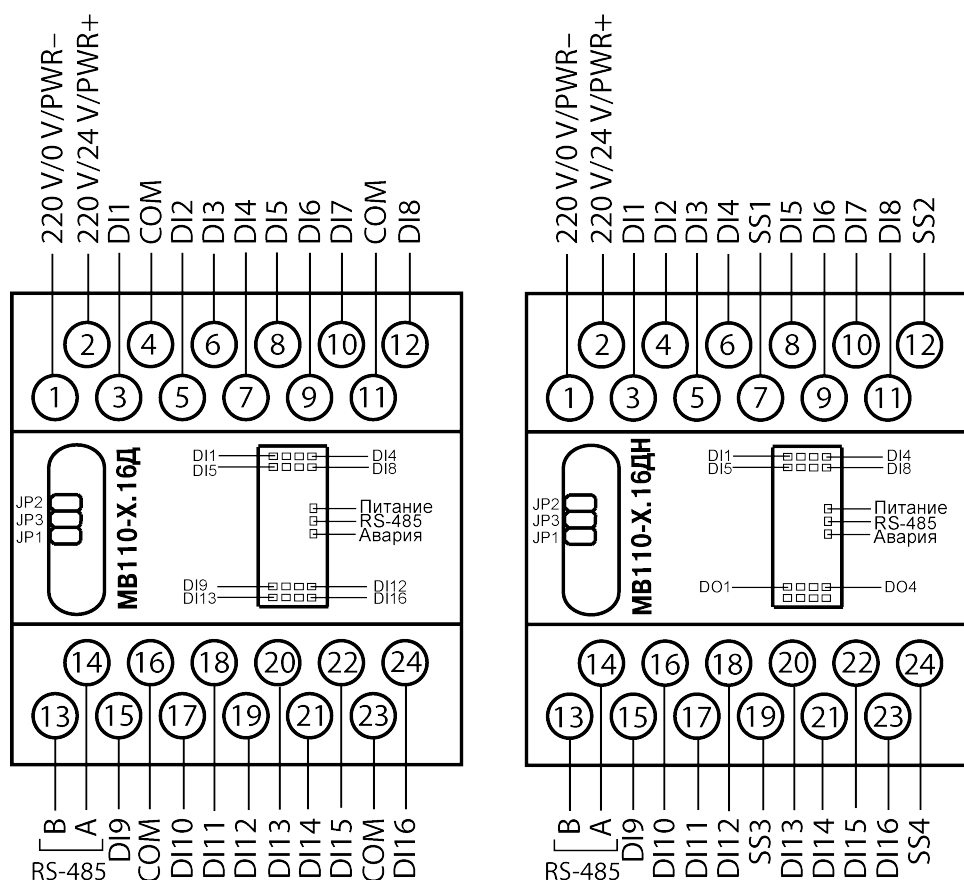 220 V/0 V/PWR–
220 V/24 V/PWR+
DI1
COM
DI2
DI3
DI4
DI5
DI6
DI7
COM
DI8
2
4
6
8
10
12
1
3
5
7
9
11
JP2
JP3
JP1
МВ110-Х.16Д
DI1
DI5
DI4
DI8
Питание
RS-485
Авария
DI9
DI13
DI12
DI16
14
16
18
20
22
24
13
15
17
19
21
23
B
A
RS-485
DI9
COM
DI10
DI11
DI12
DI13
DI14
DI15
COM
DI16
220 V/0 V/PWR–
220 V/24 V/PWR+
DI1
DI2
DI3
DI4
SS1
DI5
DI6
DI7
DI8
SS2
2
4
6
8
10
12
1
3
5
7
9
11
JP2
JP3
JP1
МВ110-Х.16ДН
DI1
DI5
DI4
DI8
Питание
RS-485
Авария
DO1
DO4
14
16
18
20
22
24
13
15
17
19
21
23
B
A
RS-485
DI9
DI10
DI11
DI12
SS3
DI13
DI14
DI15
DI16
SS4